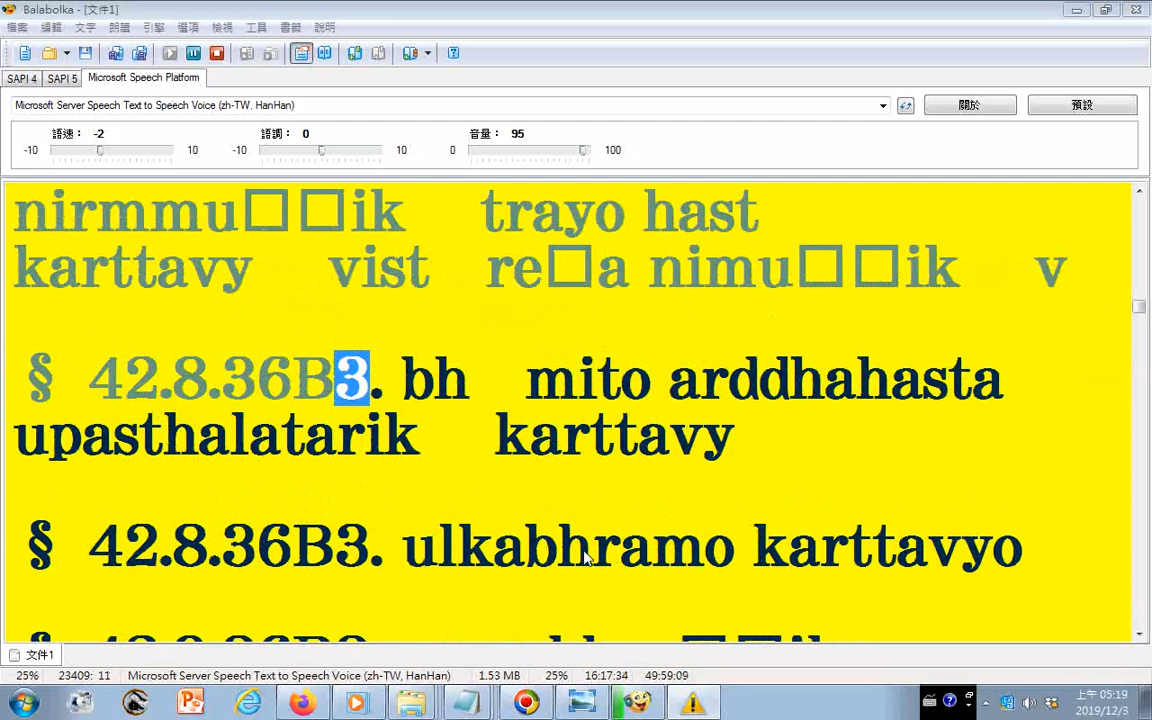 Balabolka - [文件1]
檔案 編輯 文字 朗讀 引擎 選項 檢視 工具 書籤 說明
SAPI 4 SAPI 5 Microsoft Speech Platform
Microsoft Server Speech Text to Speech Voice (zh-TW, HanHan) 關於 預設
語速： -2 語調： 0 音量： 95
-10 10 -10 10 0 100
nirmmu□□ik trayo hast
karttavy vist re□a nimu□□ik v
§ 42.8.36B3. bh mito arddhahasta
upasthalatarik karttavy
§ 42.8.36B3. ulkabhramo karttavyo
文件1
25% 23409: 11 Microsoft Server Speech Text to Speech Voice (zh-TW, HanHan) 1.53 MB 25% 16:17:34 49:59:09
上午 05:19
2019/12/3